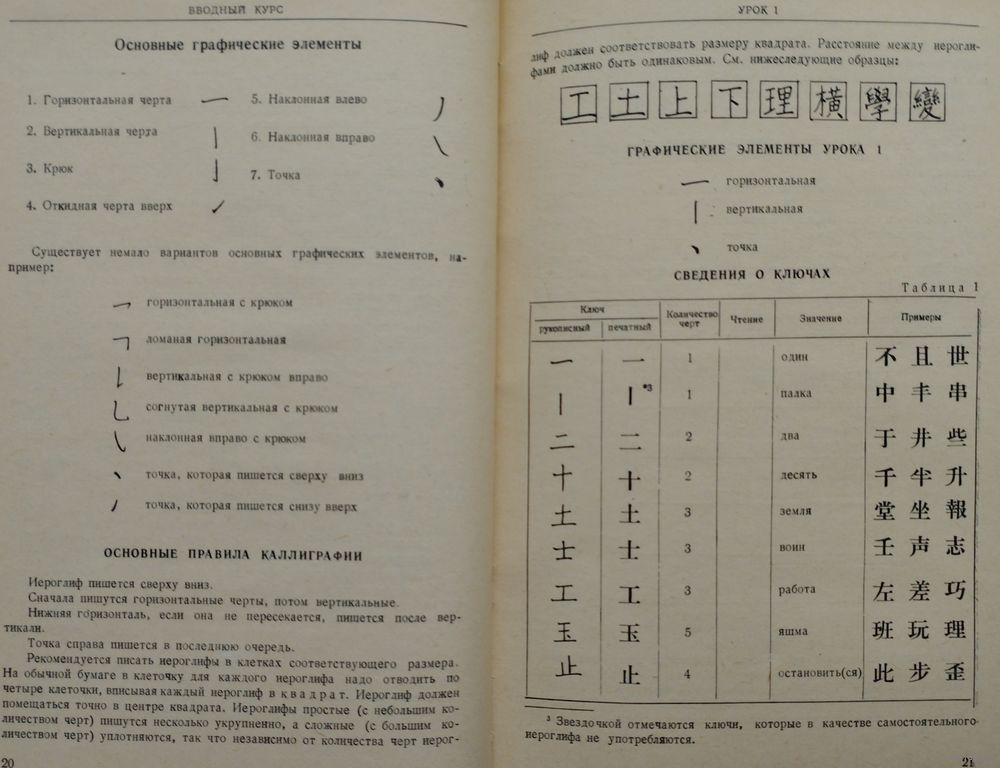 ВВОДНЫЙ КУРС
Основные графические элементы
1. Горизонтальная черта
2. Вертикальная черта
3. Крюк
4. Откидная черта вверх
5. Наклонная влево
6. Наклонная вправо
7. Точка
Существует немало вариантов основных графических элементов, на-
пример:
горизонтальная с крюком
ломаная горизонтальная
вертикальная с крюком вправо
согнутая вертикальная с крюком
наклонная вправо с крюком
точка, которая пишется сверху вниз
точка, которая пишется снизу вверх
ОСНОВНЫЕ ПРАВИЛА КАЛЛИГРАФИИ
Иероглиф пишется сверху вниз.
Сначала пишутся горизонтальные черты, потом вертикальные.
Нижняя горизонталь, если она не пересекается, пишется после вер-
тикали.
Точка справа пишется в последнюю очередь.
Рекомендуется писать иероглифы в клетках соответствующего размера.
На обычной бумаге в клеточку для каждого иероглифа надо отводить по
четыре клеточки, вписывая каждый иероглиф в квадрат. Иероглиф должен
помещаться точно в центре квадрата. Иероглифы простые (с небольшим ко-
личеством черт) пишутся несколько укрупненно, а сложные (с большим ко-
личеством черт) уплотняются, так что независимо от количества черт иерог-
20
УРОК 1
лиф должен соответствовать размеру квадрата. Расстояние между иерогли-
фами должно быть одинаковым. См. нижеследующие образцы:
工 土 上 下 理 橫 學 變
ГРАФИЧЕСКИЕ ЭЛЕМЕНТЫ УРОКА 1
горизонтальная
вертикальная
точка
СВЕДЕНИЯ О КЛЮЧАХ
Таблица 1
Ключ
рукописный печатный Количество черт Чтение Значение Примеры
一 一 1 один 不 且 世
丨 丨*3 1 палка 中 丰 串
二 二 2 два 于 井 些
十 十 2 десять 千 半 升
土 土 3 земля 堂 坐 報
士 士 3 воин 壬 声 志
工 工 3 работа 左 差 巧
玉 玉 5 яшма 班 玩 理
止 止 4 остановить(ся) 此 步 歪
3 Звездочкой отмечаются ключи, которые в качестве самостоятельного
иероглифа не употребляются.
21